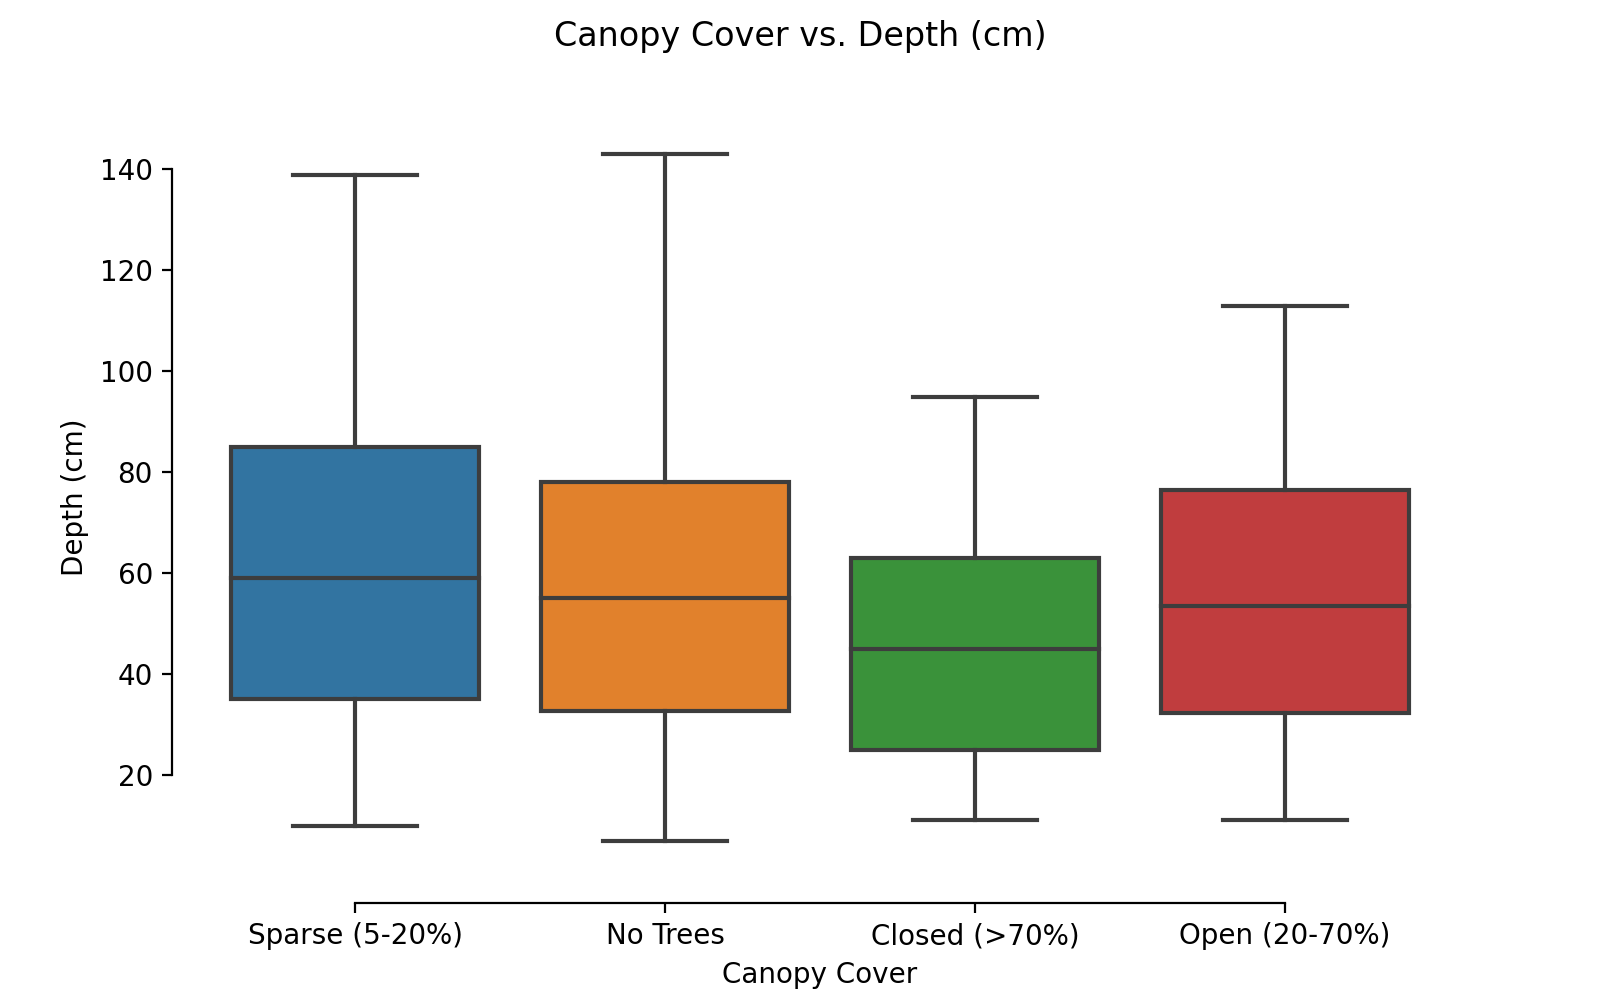 Canopy Cover vs. Depth (cm)
140
120
100
80
60
40
20
Depth (cm)
Sparse (5-20%)
No Trees
Closed (>70%)
Open (20-70%)
Canopy Cover